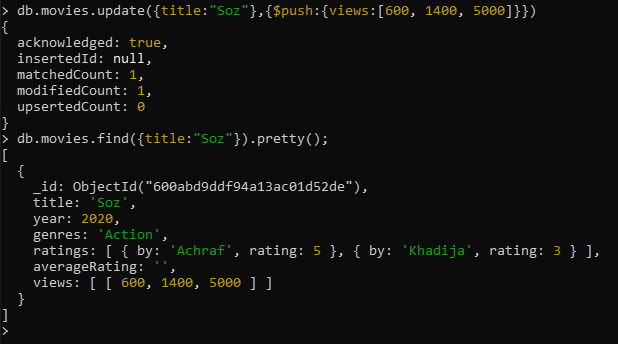 > db.movies.update({title:"Soz"},{$push:{views:[600, 1400, 5000]}})
{
  acknowledged: true,
  insertedId: null,
  matchedCount: 1,
  modifiedCount: 1,
  upsertedCount: 0
}
> db.movies.find({title:"Soz"}).pretty();
[
  {
    _id: ObjectId("600abd9ddf94a13ac01d52de"),
    title: 'Soz',
    year: 2020,
    genres: 'Action',
    ratings: [ { by: 'Achraf', rating: 5 }, { by: 'Khadija', rating: 3 } ],
    averageRating: '',
    views: [ [ 600, 1400, 5000 ] ]
  }
]
>